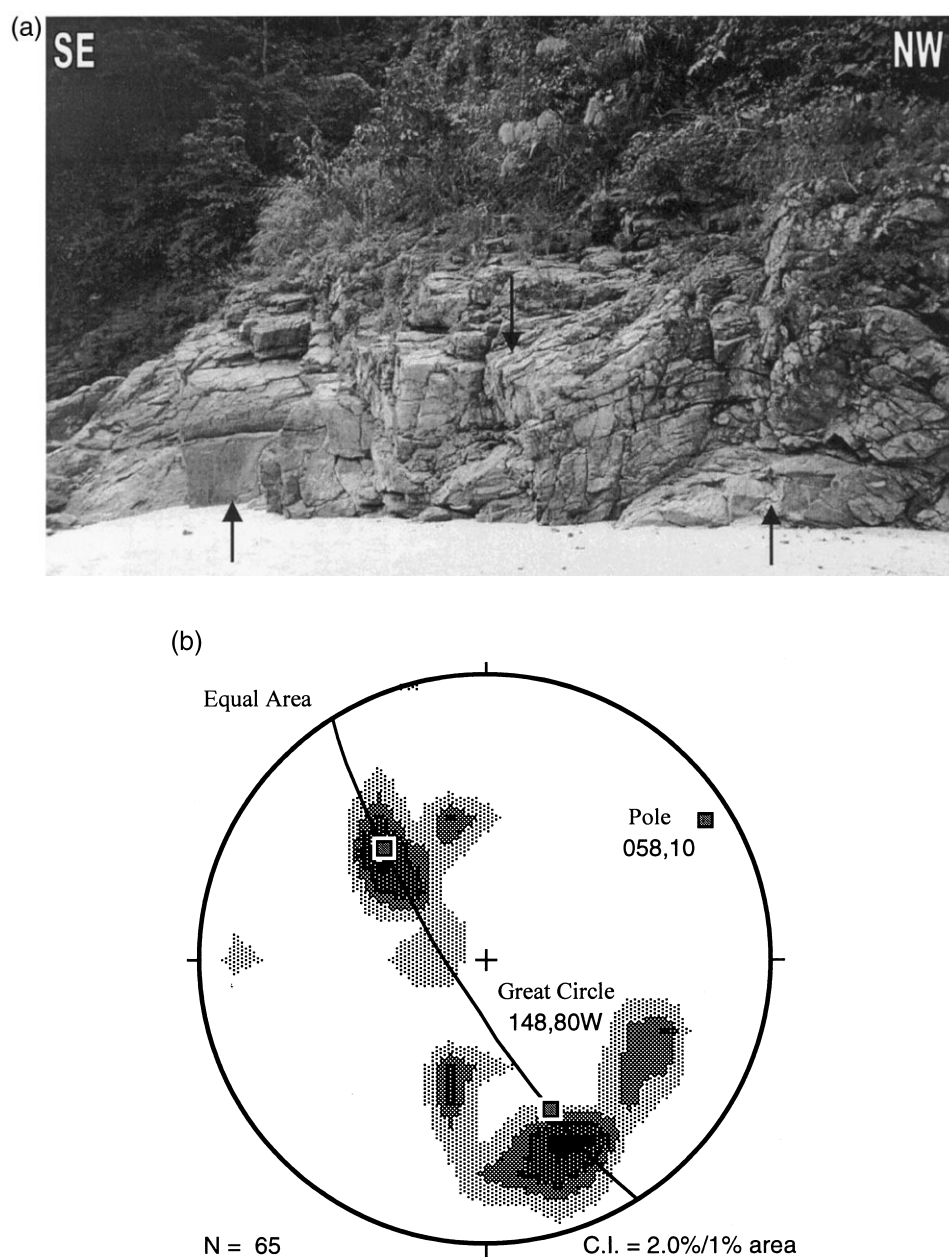 (a)
SE
NW
(b)
Equal Area
Pole
058,10
Great Circle
148,80W
N = 65
C.I. = 2.0%/1% area